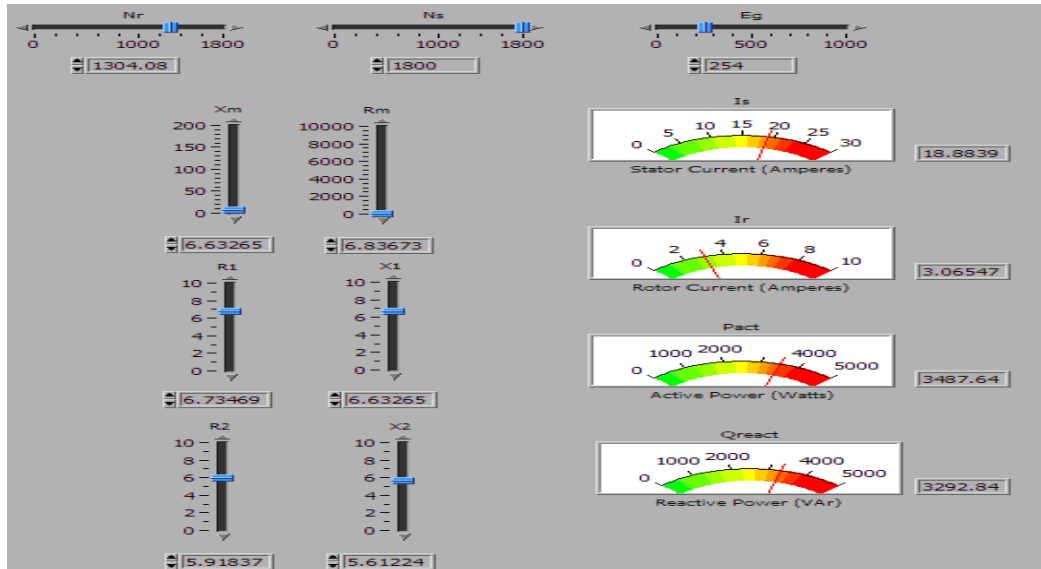 Nr Ns Eg
0 1000 1800 0 1000 1800 0 500 1000
1304.08 1800 254
Xm Rm
200
150
100
50
0
10000
8000
6000
4000
2000
0
6.63265 6.83673
R1 X1
10
8
6
4
2
0
10
8
6
4
2
0
6.73469 6.63265
R2 X2
10
8
6
4
2
0
10
8
6
4
2
0
5.91837 5.61224
Is
0 5 10 15 20 25 30
Stator Current (Amperes)
18.8839
Ir
0 2 4 6 8 10
Rotor Current (Amperes)
3.06547
Pact
0 1000 2000 4000 5000
Active Power (Watts)
3487.64
Qreact
0 1000 2000 4000 5000
Reactive Power (VAr)
3292.84